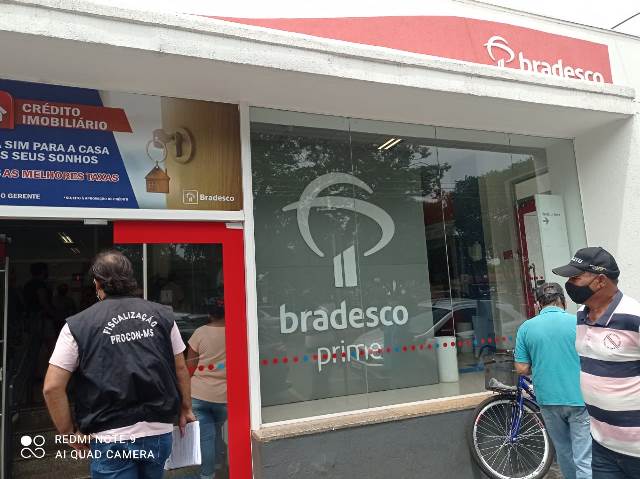 bradesco
CRÉDITO
IMOBILIÁRIO
SIM PARA A CASA
SEUS SONHOS
AS MELHORES TAXAS
GERENTE
Bradesco
bradesco
prime
FISCALIZAÇÃO
PROCON-MS
REDMI NOTE 9
AI QUAD CAMERA